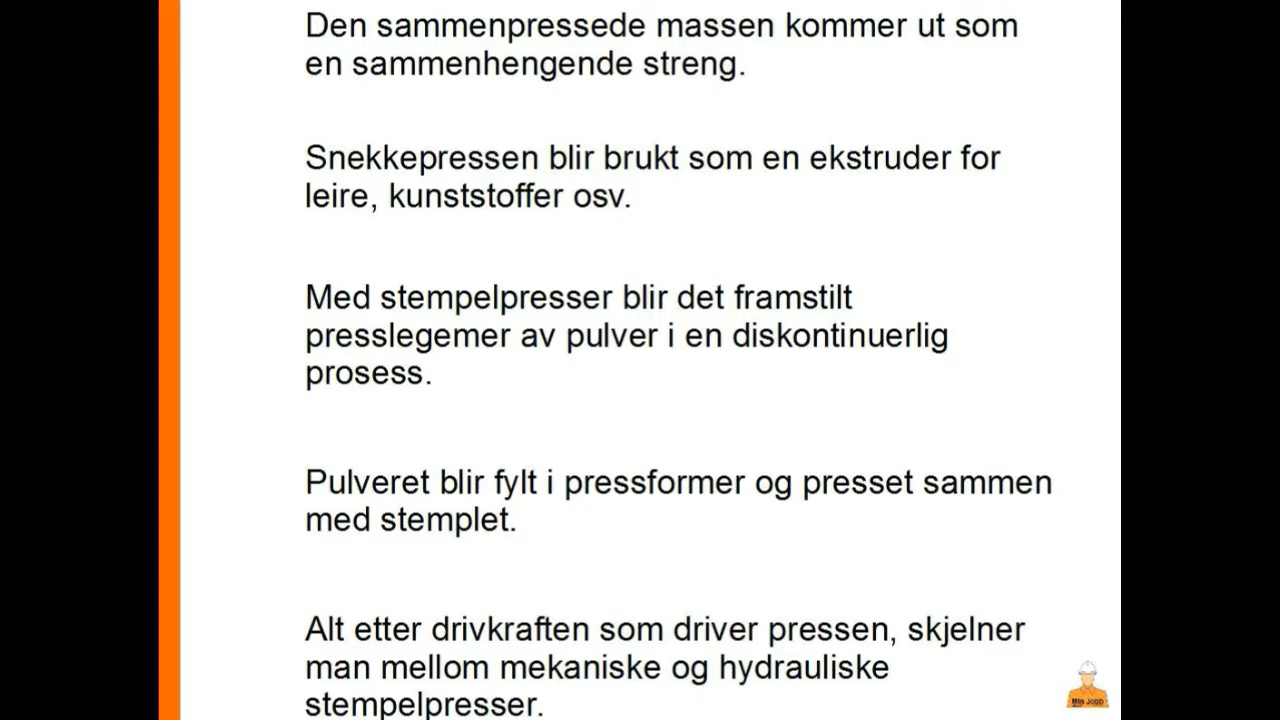 Den sammenpressede massen kommer ut som
en sammenhengende streng.
Snekkepressen blir brukt som en ekstruder for
leire, kunststoffer osv.
Med stempelpresser blir det framstilt
presslegemer av pulver i en diskontinuerlig
prosess.
Pulveret blir fylt i pressformer og presset sammen
med stemplet.
Alt etter drivkraften som driver pressen, skjelner
man mellom mekaniske og hydrauliske
stempelpresser.
Min Jobb